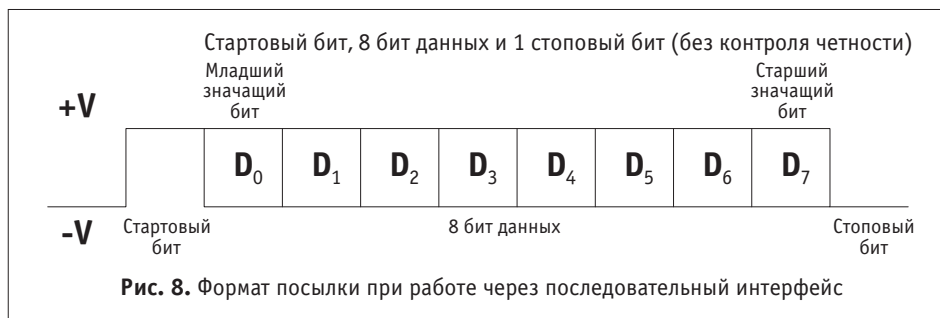 Стартовый бит, 8 бит данных и 1 стоповый бит (без контроля четности)
Младший
значащий
бит
Старший
значащий
бит
+V
D0 D1 D2 D3 D4 D5 D6 D7
-V
Стартовый
бит
8 бит данных
Стоповый
бит
Рис. 8. Формат посылки при работе через последовательный интерфейс